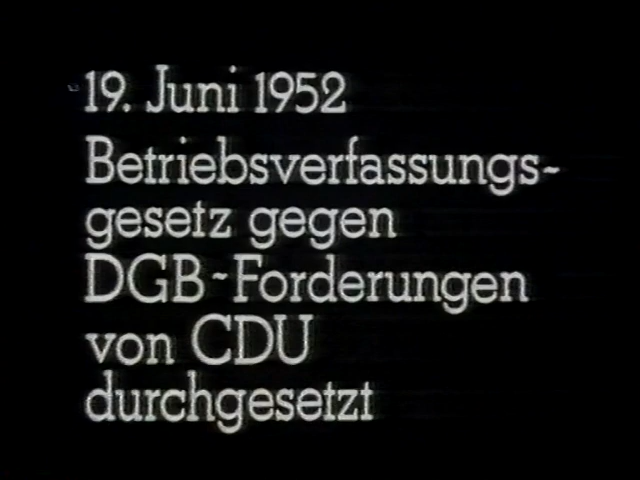 19. Juni 1952
Betriebsverfassungs-
gesetz gegen
DGB-Forderungen
von CDU
durchgesetzt